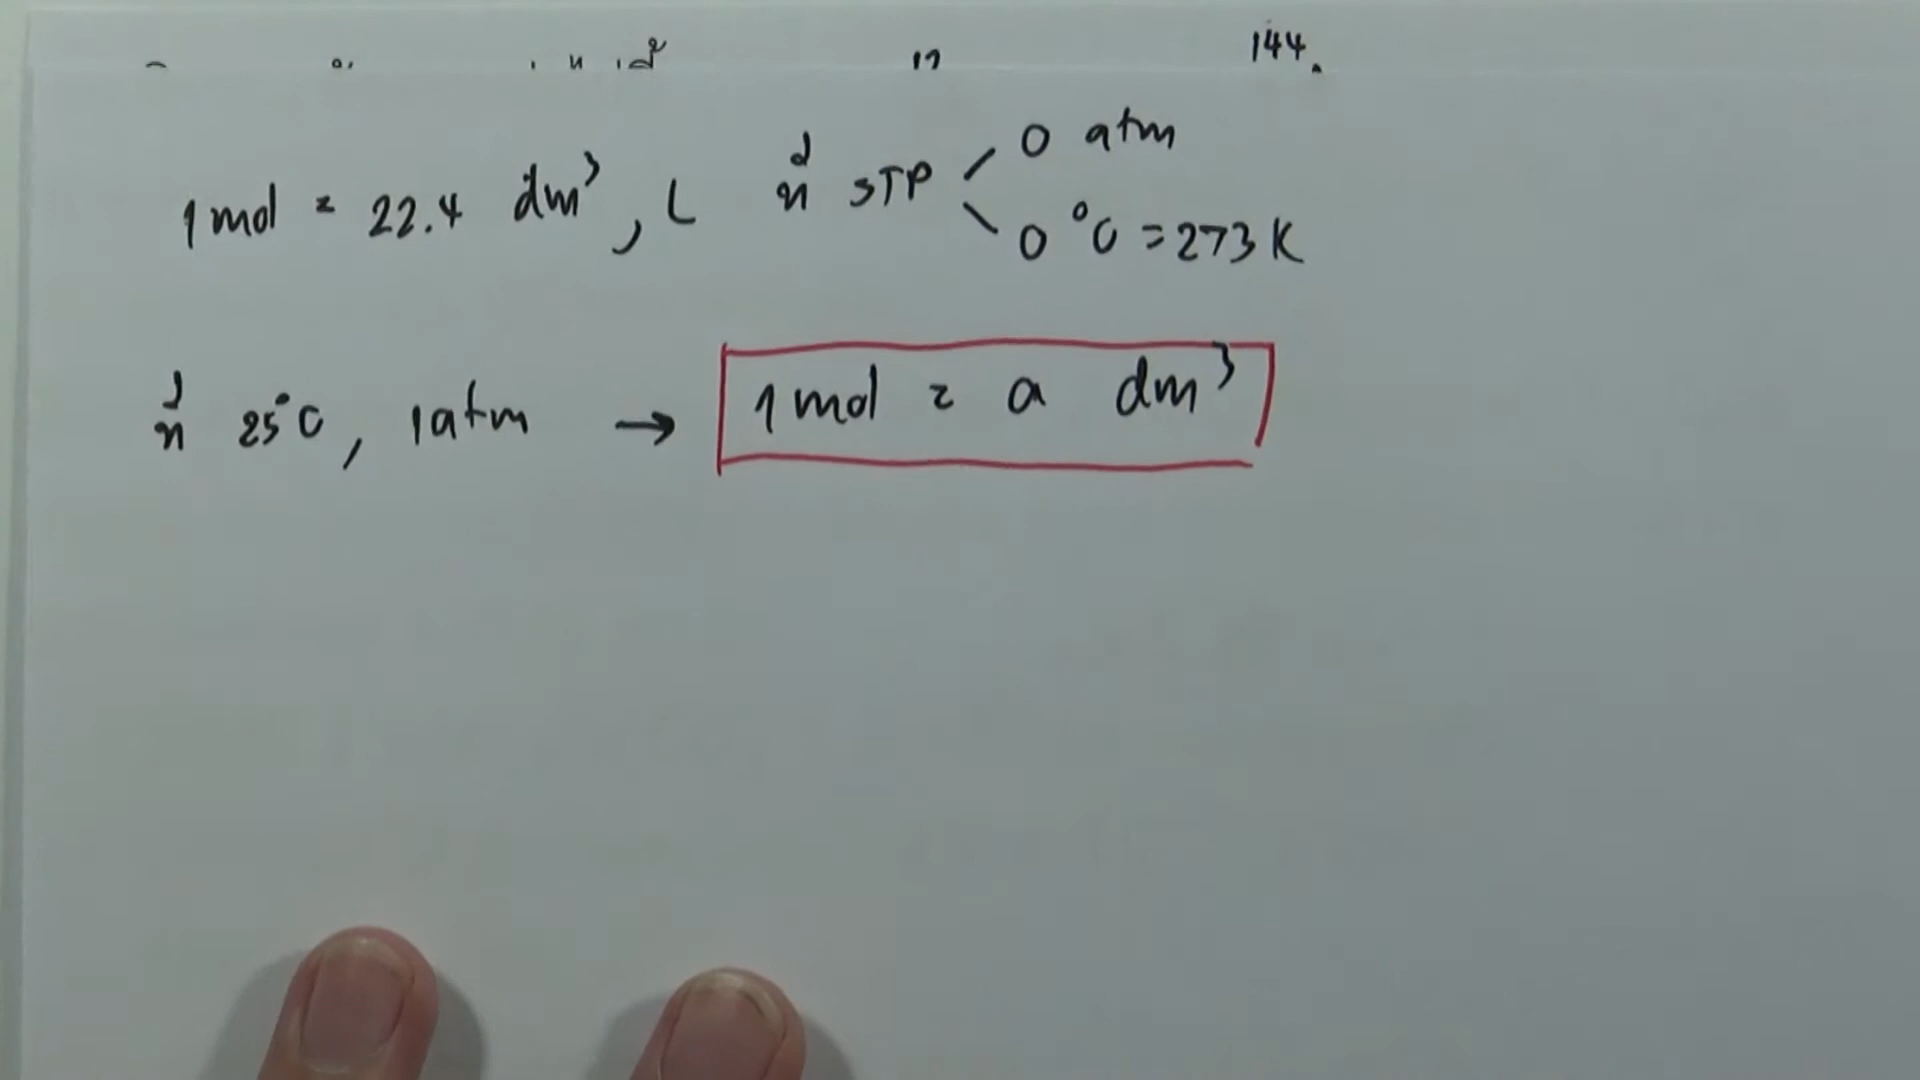 144.
1 mol = 22.4 dm³, L ที่ STP
0 atm
0 °C = 273 K
ที่ 25°C, 1 atm → 1 mol = a dm³